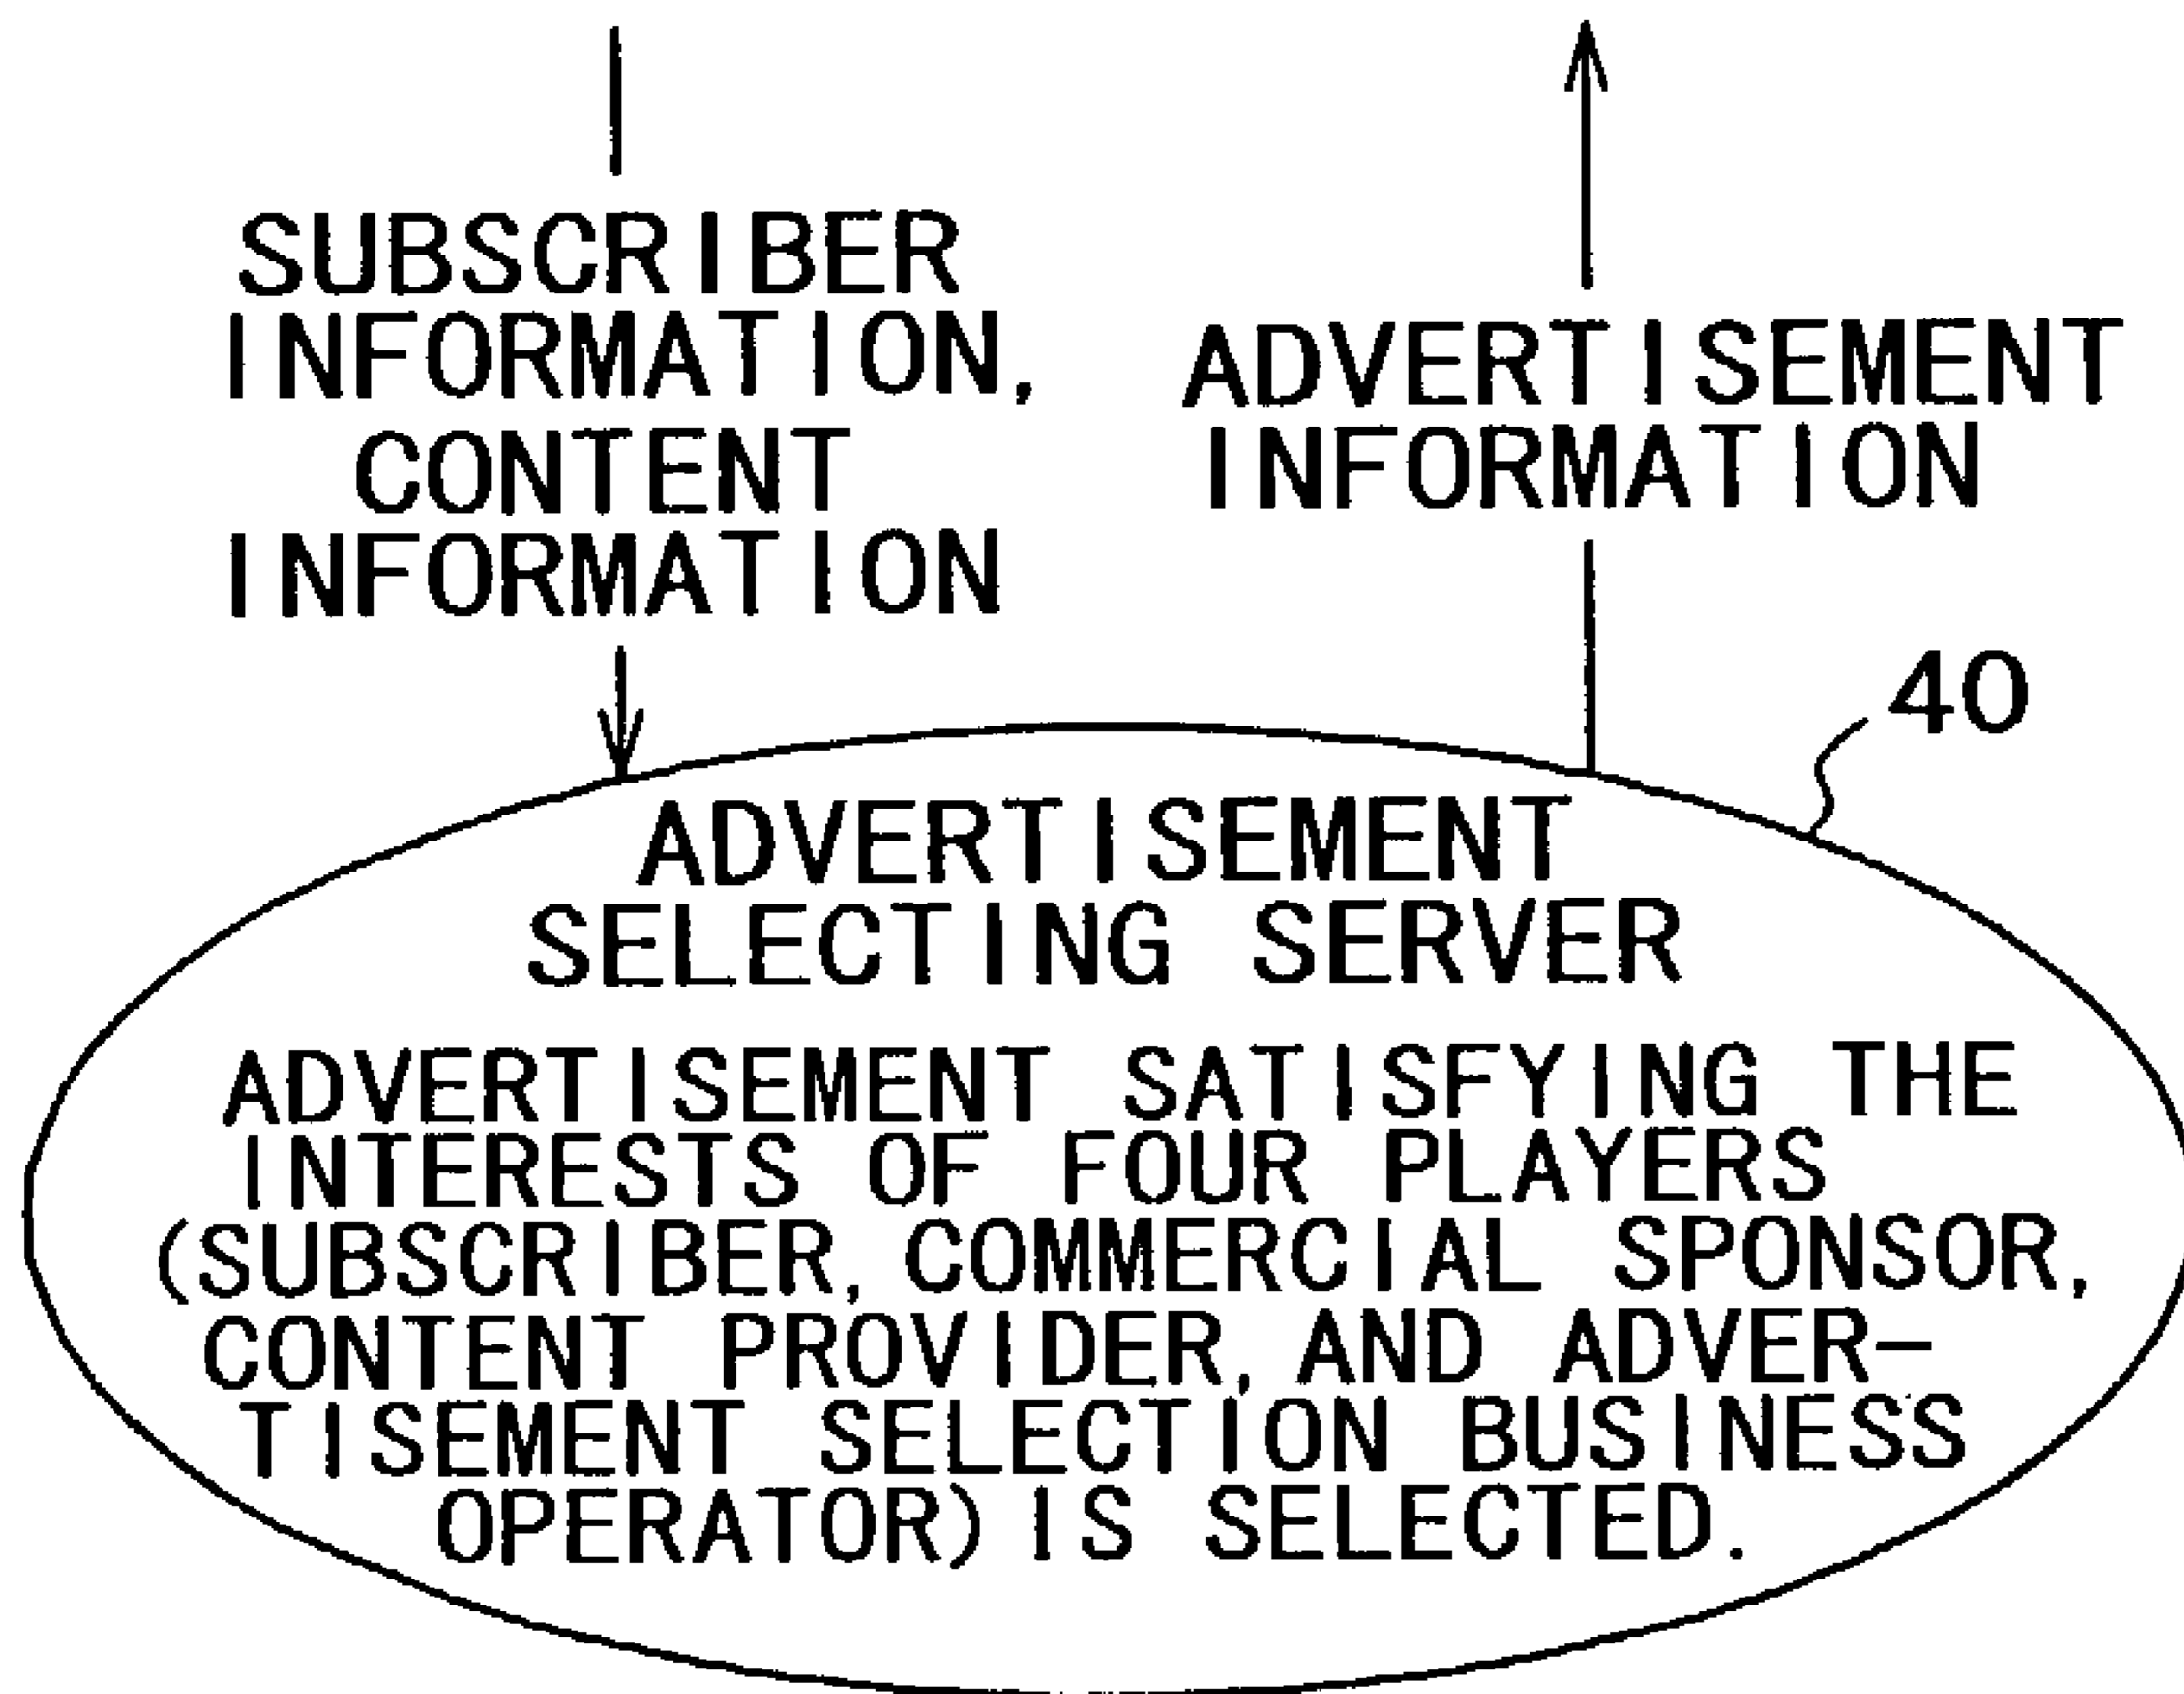 SUBSCRIBER
INFORMATION,
CONTENT
INFORMATION
ADVERTISEMENT
INFORMATION
40
ADVERTISEMENT
SELECTING SERVER
ADVERTISEMENT SATISFYING THE
INTERESTS OF FOUR PLAYERS
(SUBSCRIBER, COMMERCIAL SPONSOR,
CONTENT PROVIDER, AND ADVER-
TISEMENT SELECTION BUSINESS
OPERATOR) IS SELECTED.